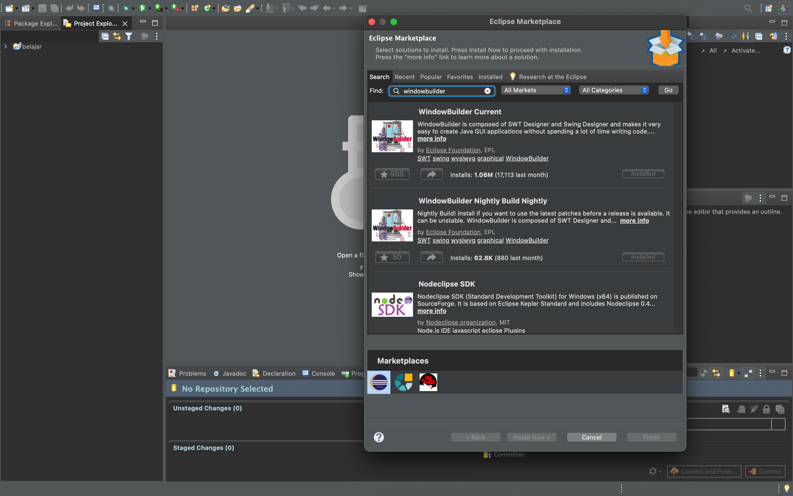 Eclipse Marketplace
Package Expl...
Project Explo...
belajar
Eclipse Marketplace
Select solutions to install. Press Install Now to proceed with installation.
Press the "more info" link to learn more about a solution.
Search
Recent
Popular
Favorites
Installed
Research at the Eclipse
Find:
windowbuilder
All Markets
All Categories
Go
WindowBuilder Current
WindowBuilder is composed of SWT Designer and Swing Designer and makes it very
easy to create Java GUI applications without spending a lot of time writing code....
more info
by Eclipse Foundation, EPL
SWT swing wysiwyg graphical WindowBuilder
988
Installs: 1.06M (17,113 last month)
Installed
WindowBuilder Nightly Build Nightly
Nightly Build! Install if you want to use the latest patches before a release is available. It
can be unstable. WindowBuilder is composed of SWT Designer and... more info
by Eclipse Foundation, EPL
SWT swing wysiwyg graphical WindowBuilder
50
Installs: 62.8K (880 last month)
Installed
Nodeclipse SDK
Nodeclipse SDK (Standard Development Toolkit) for Windows (x64) is published on
SourceForge. it is based on Eclipse Kepler Standard and includes Nodeclipse 0.4...
more info
by Nodeclipse organization, MIT
Node.js IDE javascript eclipse Plugins
Marketplaces
< Back
Install Now >
Cancel
Finish
All
Activate...
ve editor that provides an outline.
Open a fi
F
Show
Problems
Javadoc
Declaration
Console
Prog
No Repository Selected
Unstaged Changes (0)
Staged Changes (0)
Committer:
Commit and Push...
Commit